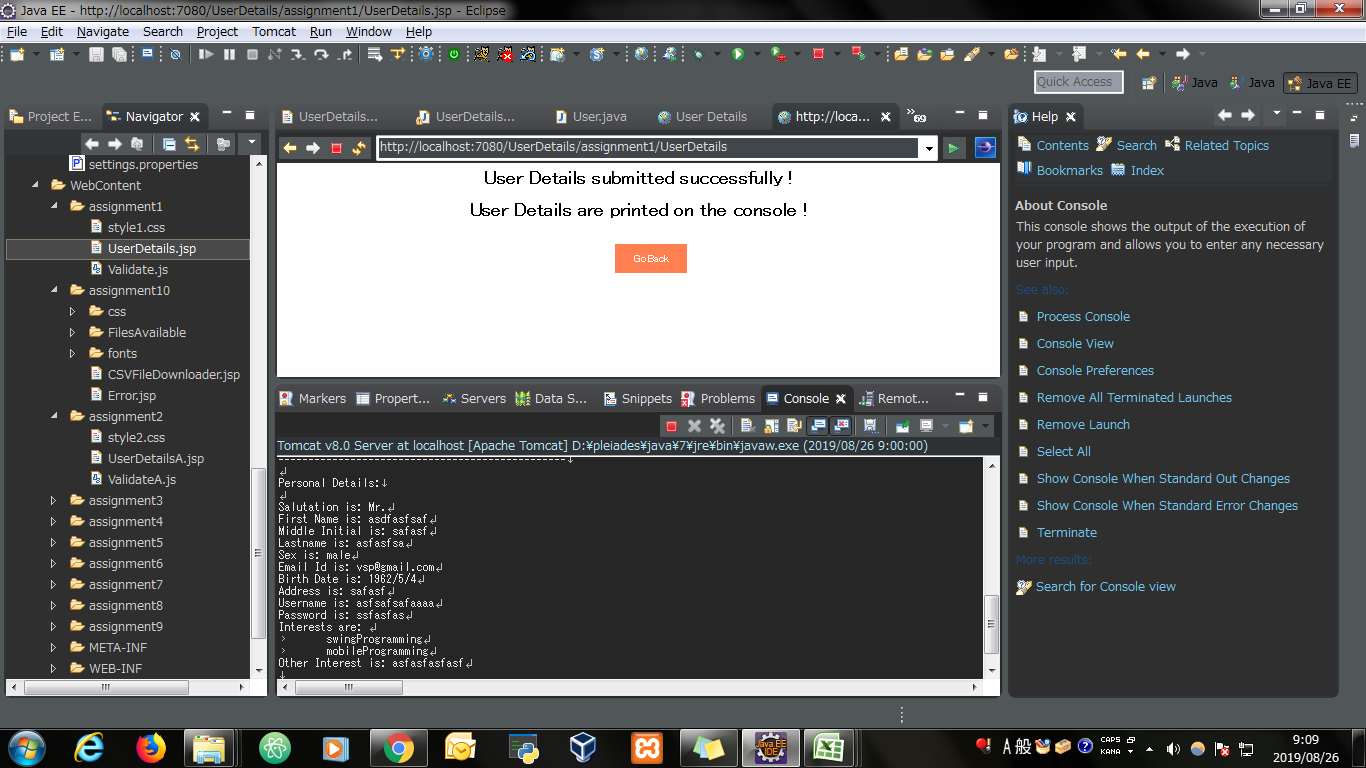 Java EE - http://localhost:7080/UserDetails/assignment1/UserDetails.jsp - Eclipse
File Edit Navigate Search Project Tomcat Run Window Help
Quick Access
Java
Java
Java EE
Project E...
Navigator
settings.properties
WebContent
assignment1
style1.css
UserDetails.jsp
Validate.js
assignment10
css
FilesAvailable
fonts
CSVFileDownloader.jsp
Error.jsp
assignment2
style2.css
UserDetailsA.jsp
ValidateA.js
assignment3
assignment4
assignment5
assignment6
assignment7
assignment8
assignment9
META-INF
WEB-INF
UserDetails...
UserDetails...
User.java
User Details
http://loca...
»69
http://localhost:7080/UserDetails/assignment1/UserDetails
User Details submitted successfully !
User Details are printed on the console !
Go Back
Markers
Propert...
Servers
Data S...
Snippets
Problems
Console
Remot...
Tomcat v8.0 Server at localhost [Apache Tomcat] D:¥pleiades¥java¥7¥jre¥bin¥javaw.exe (2019/08/26 9:00:00)
Personal Details:↓
Salutation is: Mr.↲
First Name is: asdfasfsaf↲
Middle Initial is: safasf↲
Lastname is: asfasfsa↲
Sex is: male↲
Email Id is: vsp@gmail.com↲
Birth Date is: 1962/5/4↲
Address is: safasf↲
Username is: asfsafsafaaaa↲
Password is: ssfasfas↲
Interests are: ↲
> swingProgramming↲
> mobileProgramming↲
Other Interest is: asfasfasfasf↲
Help
Contents
Search
Related Topics
Bookmarks
Index
About Console
This console shows the output of the execution of
your program and allows you to enter any necessary
user input.
See also:
Process Console
Console View
Console Preferences
Remove All Terminated Launches
Remove Launch
Select All
Show Console When Standard Out Changes
Show Console When Standard Error Changes
Terminate
More results:
Search for Console view
Java EE
IDE
A 般
CAPS
KANA
9:09
2019/08/26